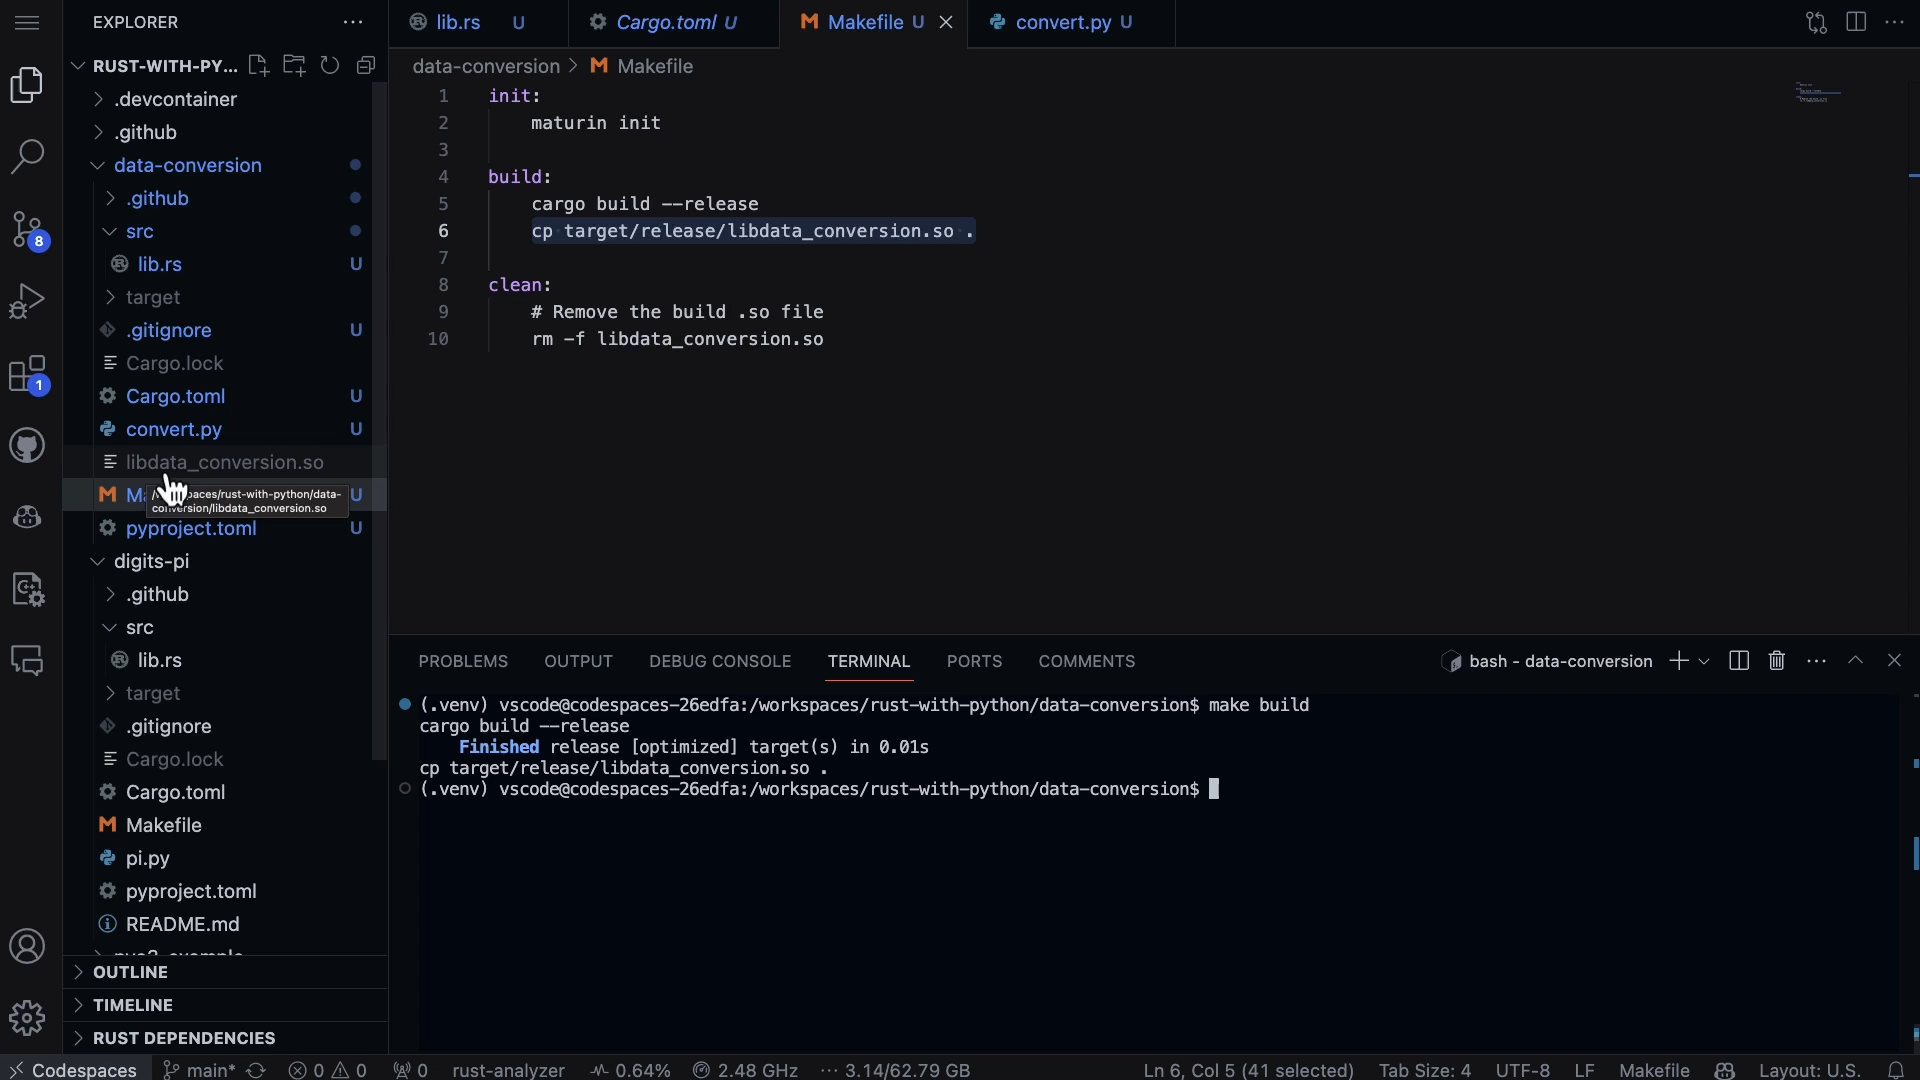 EXPLORER
RUST-WITH-PY...
.devcontainer
.github
data-conversion
.github
src
lib.rs U
target
.gitignore U
Cargo.lock
Cargo.toml U
convert.py U
libdata_conversion.so
U
conversion/libdata_conversion.so
pyproject.toml U
digits-pi
.github
src
lib.rs
target
.gitignore
Cargo.lock
Cargo.toml
Makefile
pi.py
pyproject.toml
README.md
OUTLINE
TIMELINE
RUST DEPENDENCIES
8
1
lib.rs U
Cargo.toml U
Makefile U
convert.py U
data-conversion > Makefile
1 init:
2 maturin init
3
4 build:
5 cargo build --release
6 cp target/release/libdata_conversion.so .
7
8 clean:
9 # Remove the build .so file
10 rm -f libdata_conversion.so
PROBLEMS OUTPUT DEBUG CONSOLE TERMINAL PORTS COMMENTS
bash - data-conversion
(.venv) vscode@codespaces-26edfa:/workspaces/rust-with-python/data-conversion$ make build
cargo build --release
Finished release [optimized] target(s) in 0.01s
cp target/release/libdata_conversion.so .
(.venv) vscode@codespaces-26edfa:/workspaces/rust-with-python/data-conversion$
Codespaces main* 0 0 0 rust-analyzer 0.64% 2.48 GHz 3.14/62.79 GB Ln 6, Col 5 (41 selected) Tab Size: 4 UTF-8 LF Makefile Layout: U.S.